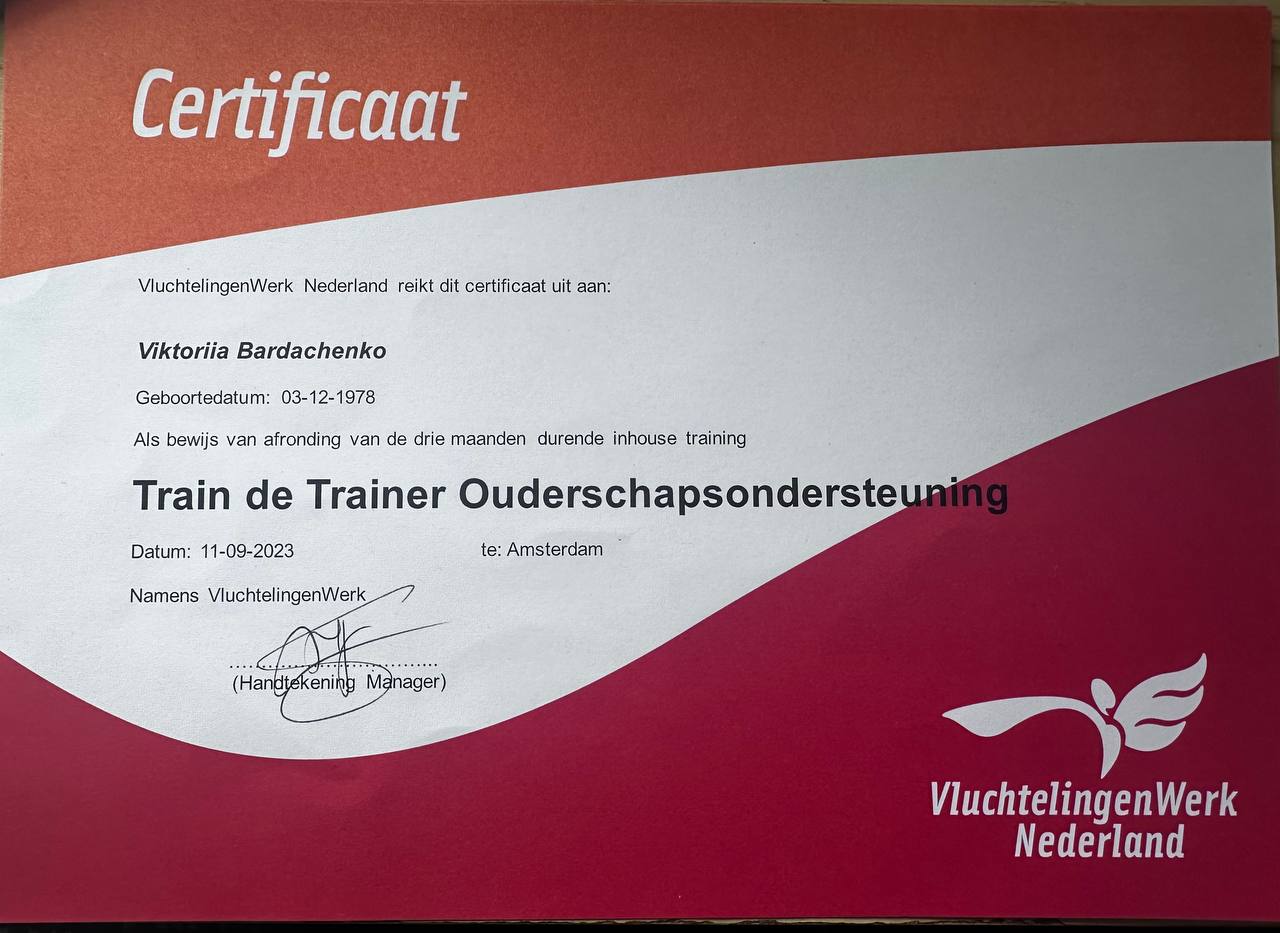 Certificaat
VluchtelingenWerk Nederland reikt dit certificaat uit aan:
Viktoriia Bardachenko
Geboortedatum: 03-12-1978
Als bewijs van afronding van de drie maanden durende inhouse training
Train de Trainer Ouderschapsondersteuning
Datum: 11-09-2023 te: Amsterdam
Namens VluchtelingenWerk
(Handtekening Manager)
VluchtelingenWerk
Nederland